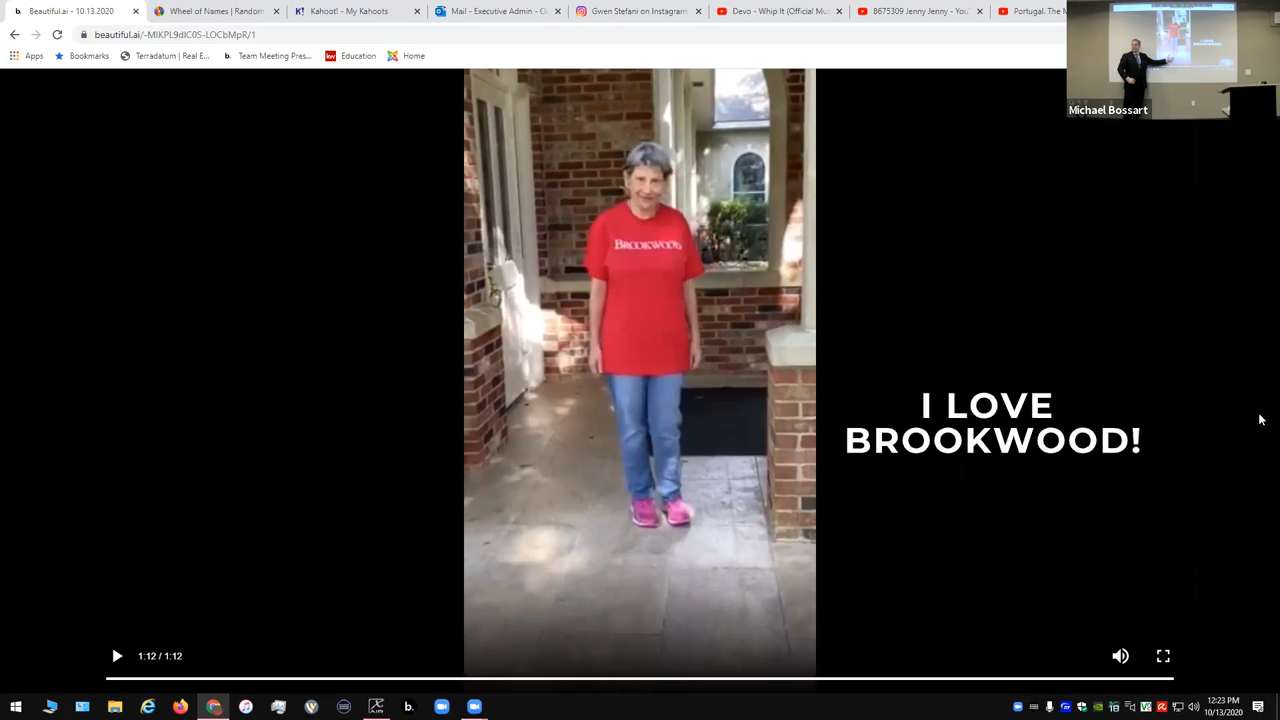 Beautiful.ai - 10.13.2020
Wheel of Names | Random
Kahoot! - My Kahoots
Mail - Executive Admin - O
Gwen Stefani on Instagram
Devo - Whip It (Official Mu
8675309 Jenny Jenny - You
Portugal. The M
beautiful.ai/-MIKPL9dIC0S-LOCbMpR/1
Apps
Bookmarks
Terradatum | Real E...
b. Team Meeting Pres...
kw Education
Home
I LOVE
BROOKWOOD!
Michael Bossart
BROOKWOOD
I LOVE
BROOKWOOD!
1:12 / 1:12
12:23 PM
10/13/2020